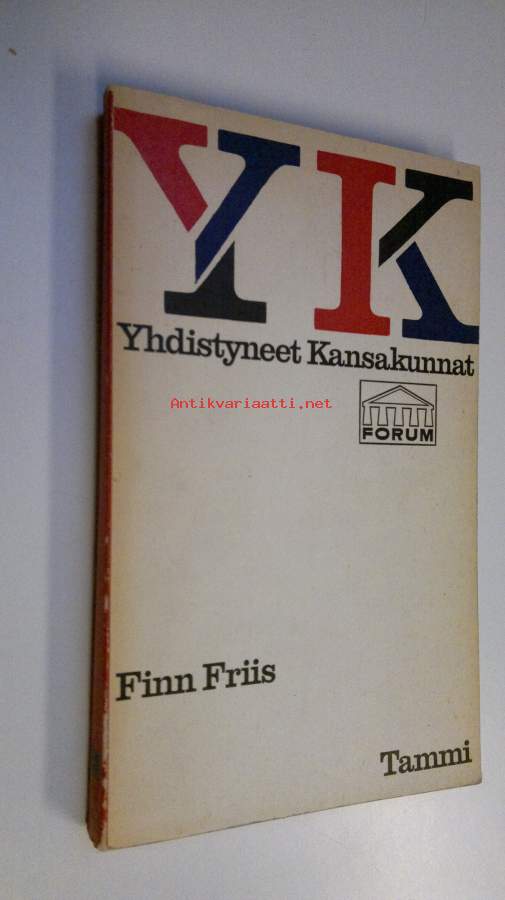 YK
Yhdistyneet Kansakunnat
Antikvariaatti.net
FORUM
Finn Friis
Tammi